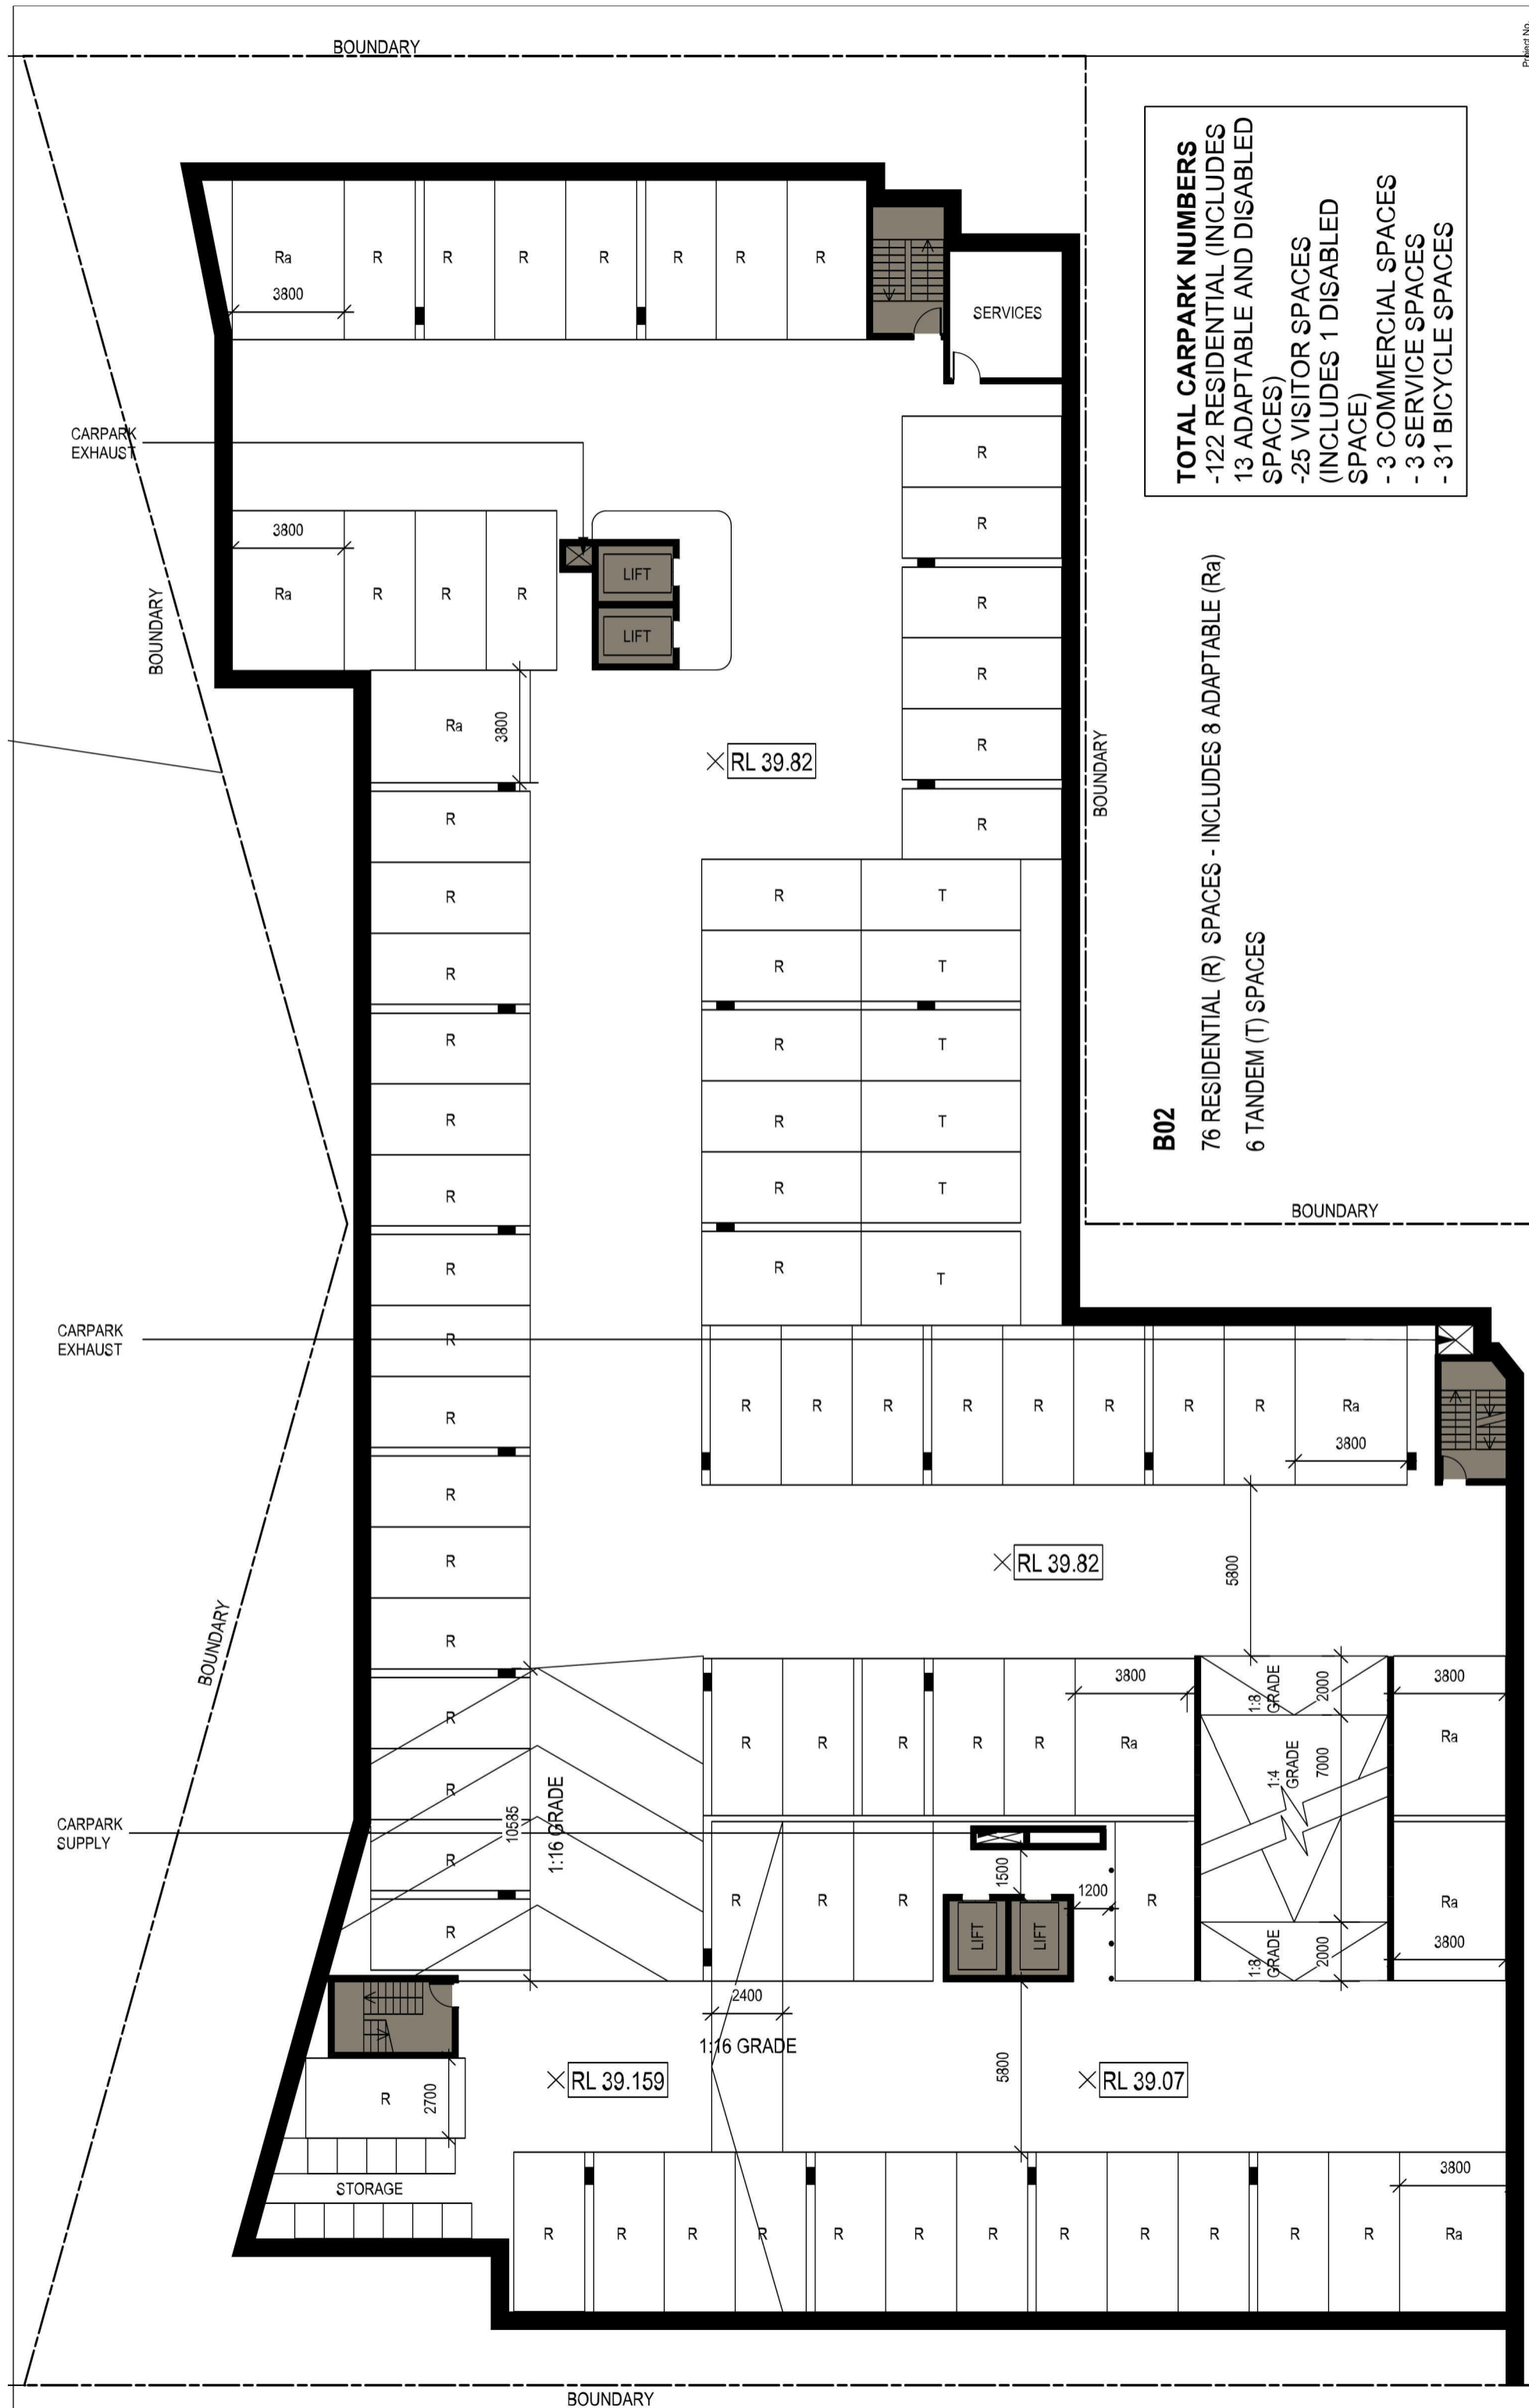 Project No.
BOUNDARY
TOTAL CARPARK NUMBERS
-122 RESIDENTIAL (INCLUDES
13 ADAPTABLE AND DISABLED
SPACES)
-25 VISITOR SPACES
(INCLUDES 1 DISABLED
SPACE)
- 3 COMMERCIAL SPACES
- 3 SERVICE SPACES
- 31 BICYCLE SPACES
Ra R R R R R R R
3800
SERVICES
CARPARK
EXHAUST
R
R
3800
LIFT
Ra R R R
R
LIFT
BOUNDARY
R
Ra
3800
RL 39.82
R
BOUNDARY
R
R
R
R T
R
R T
R
R T
R
R T
R
R T
R
R T
B02
76 RESIDENTIAL (R) SPACES - INCLUDES 8 ADAPTABLE (Ra)
6 TANDEM (T) SPACES
BOUNDARY
CARPARK
EXHAUST
R
R
R R R R R R R R Ra
3800
R
R
RL 39.82
5800
R
BOUNDARY
3800
1:8
GRADE
2000
3800
R
R R R R R Ra
Ra
1:4
GRADE
7000
R
10585
1:16 GRADE
CARPARK
SUPPLY
R
1500
1200
R R R R
Ra
R
LIFT
LIFT
1:8
GRADE
2000
3800
2400
1:16 GRADE
5800
RL 39.159
RL 39.07
R
2700
STORAGE
3800
R R R R R R R R R R R R Ra
BOUNDARY